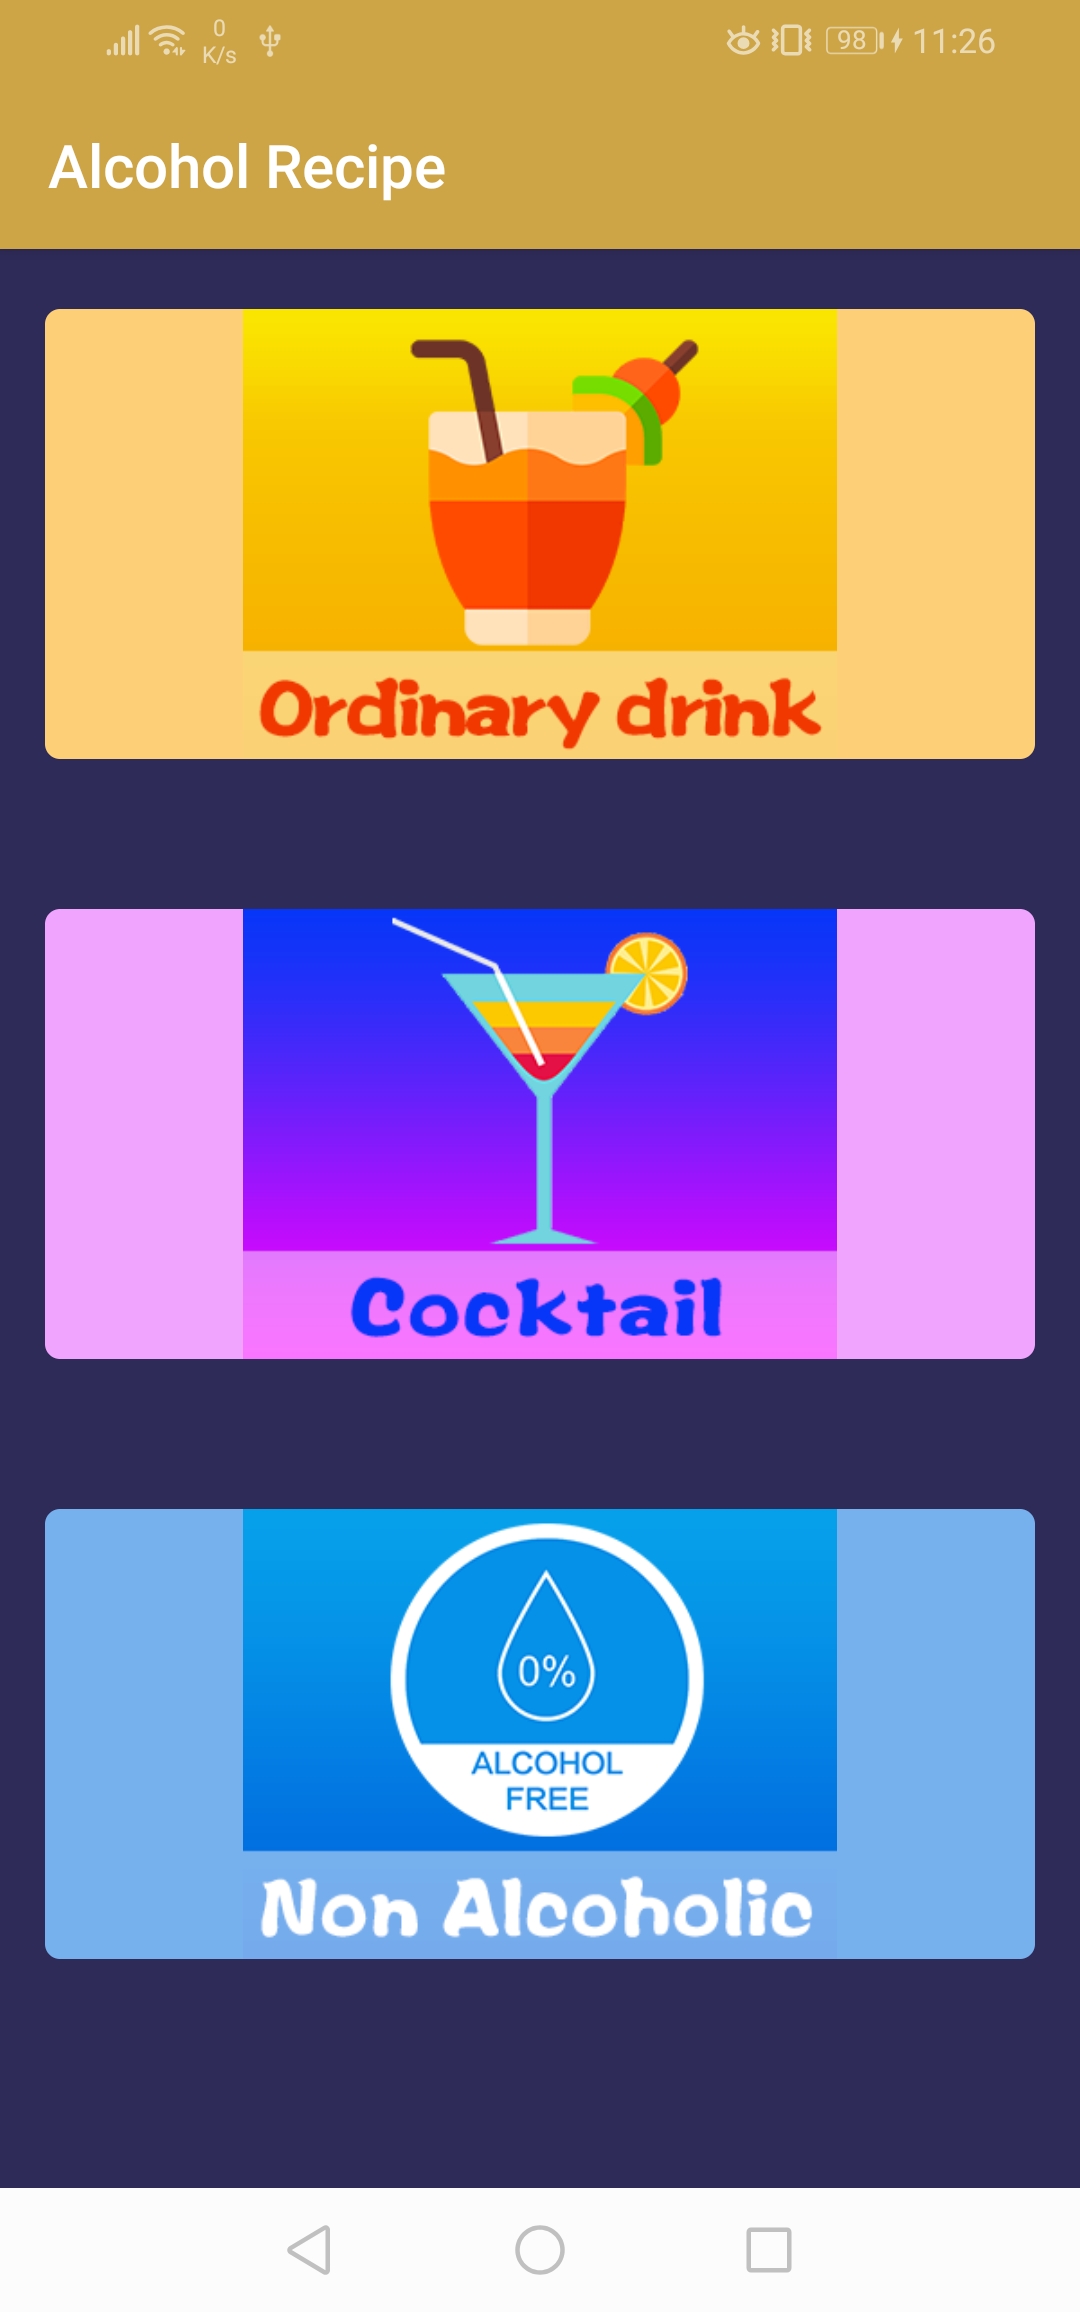 0
K/s
98
11:26
Alcohol Recipe
Ordinary drink
Cocktail
0%
ALCOHOL
FREE
Non Alcoholic